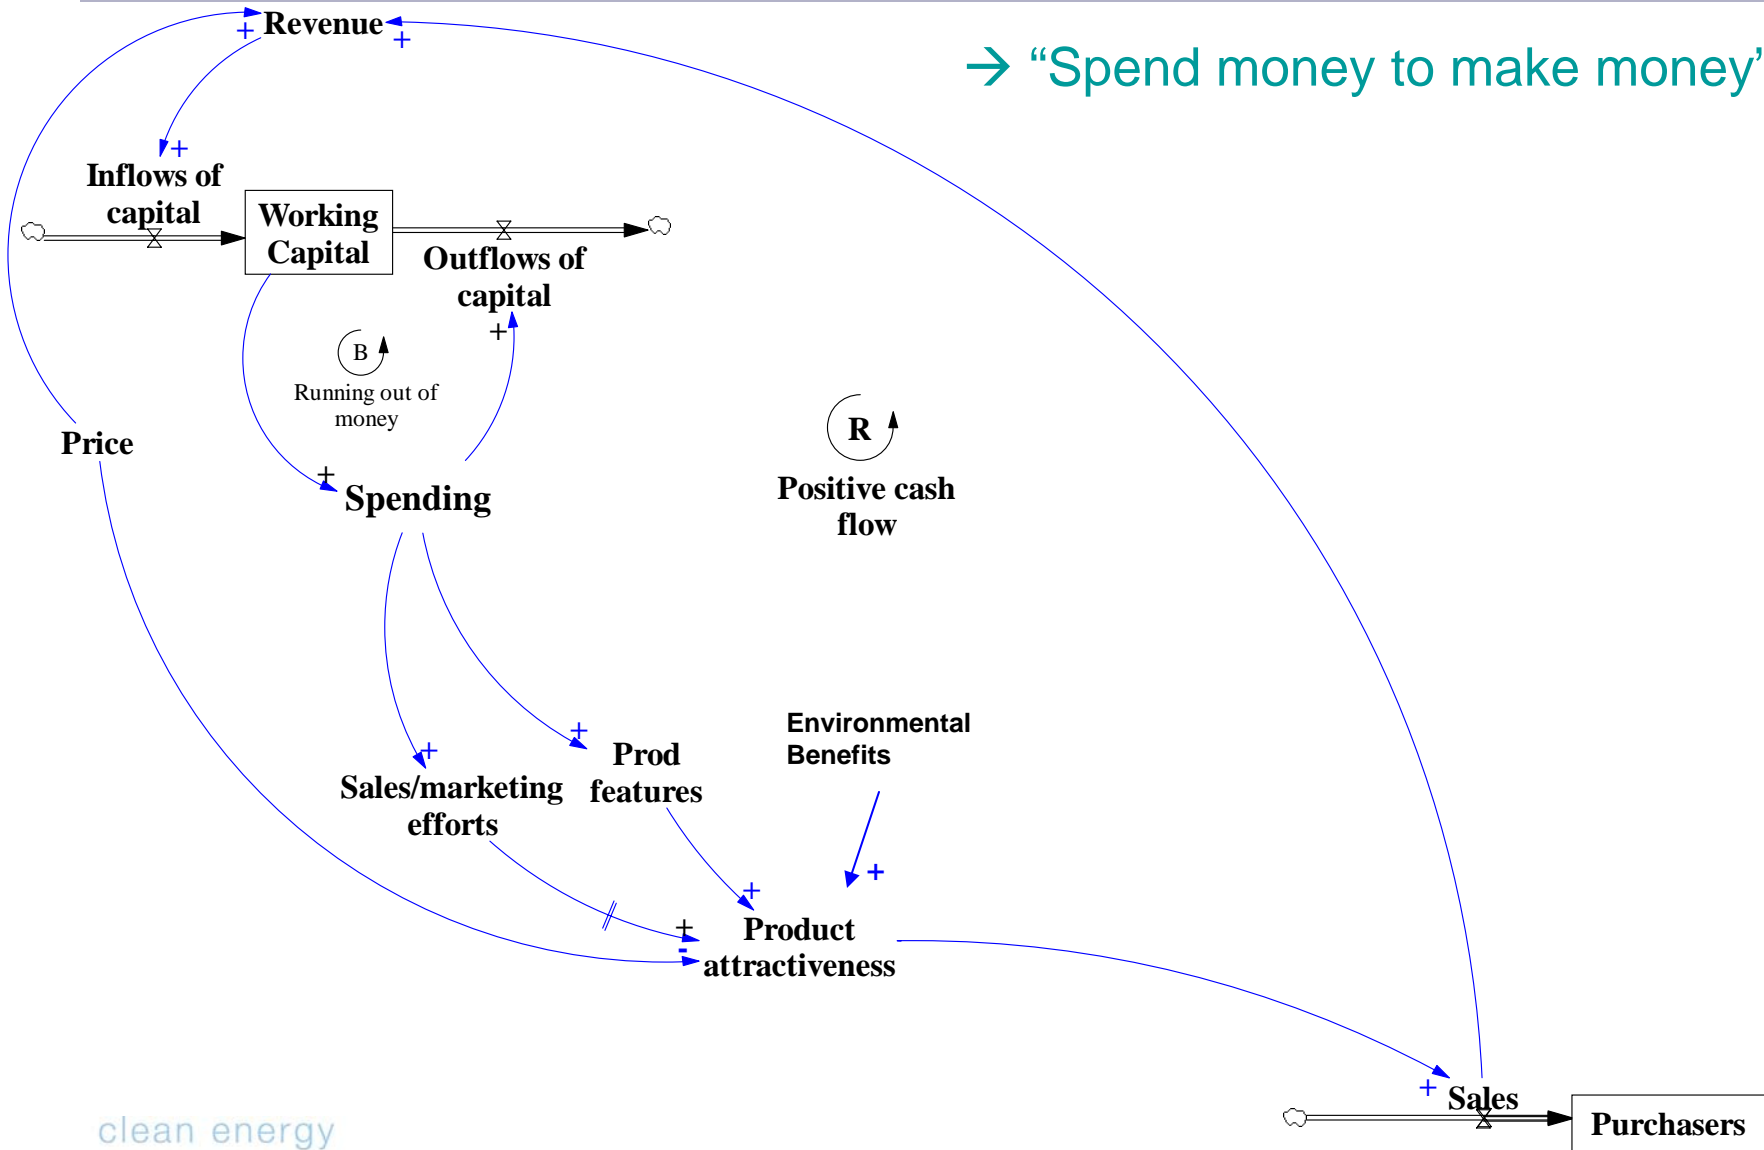 Revenue
+
+
→ “Spend money to make money”
+
Inflows of
capital
Working
Capital
Outflows of
capital
+
B
Running out of
money
R
Positive cash
flow
Price
+
Spending
+
+
Environmental
Benefits
Prod
features
Sales/marketing
efforts
+
+
+
-
Product
attractiveness
+
Sales
Purchasers
clean energy